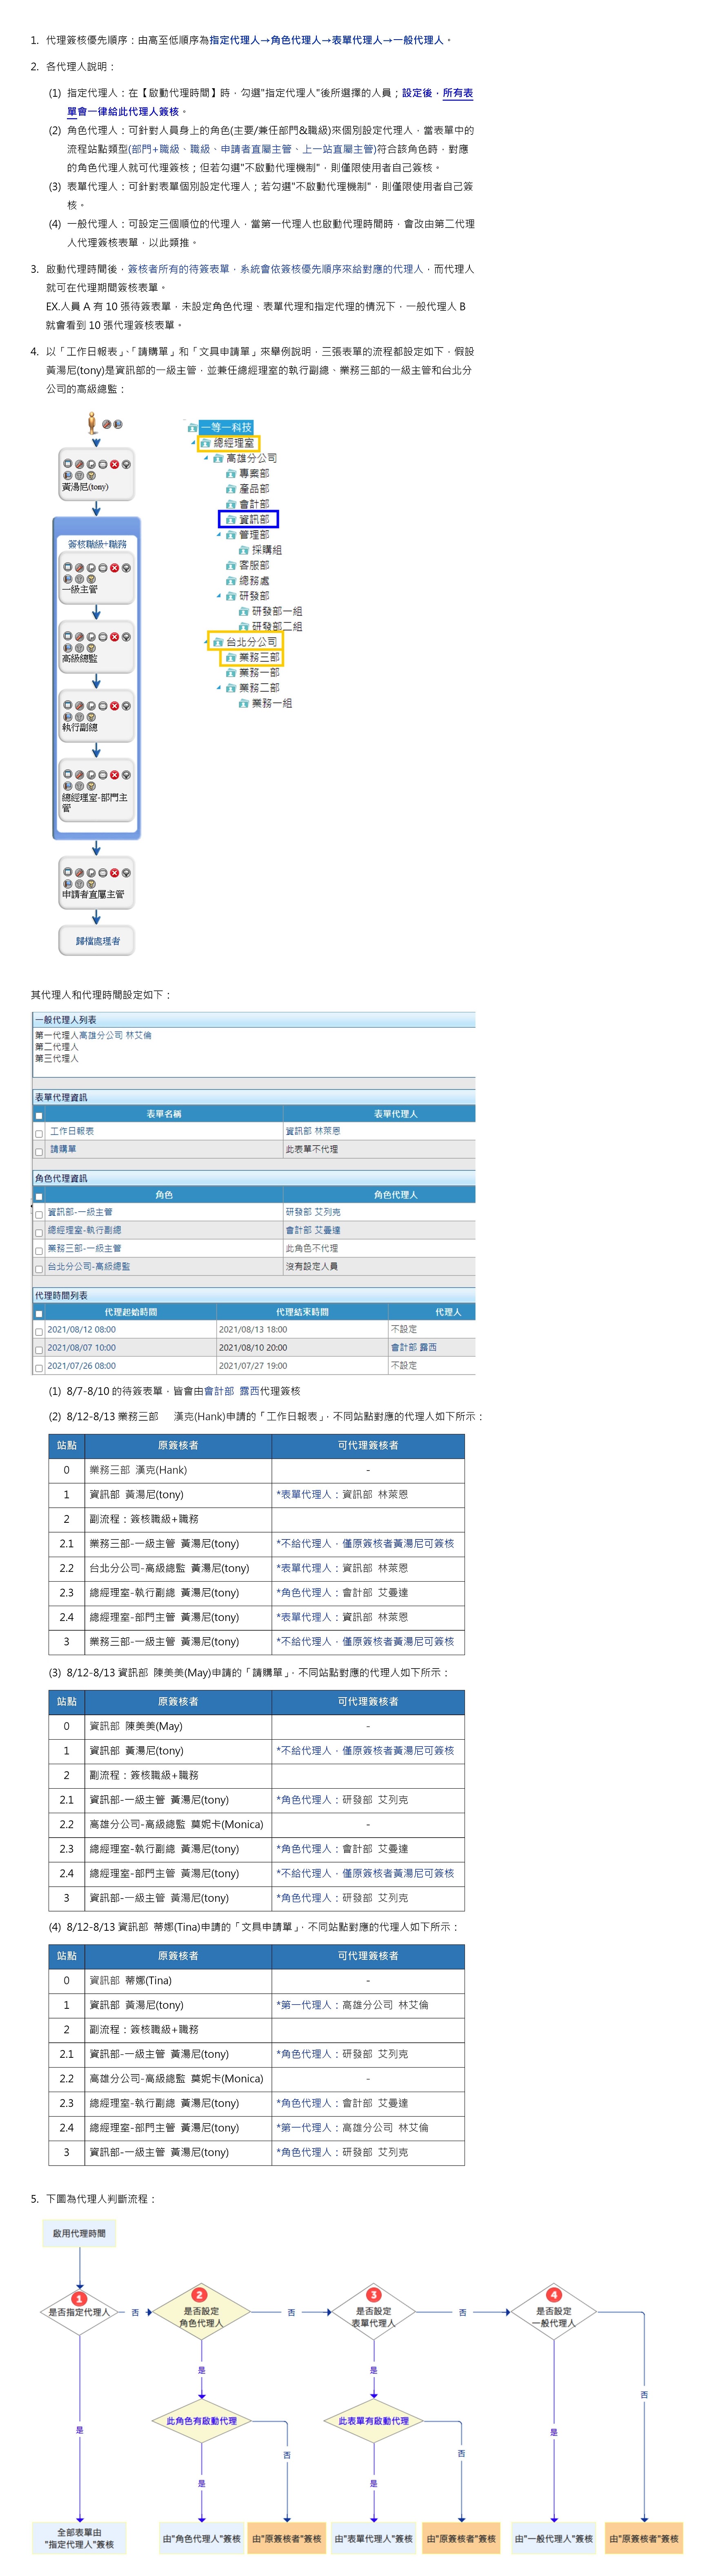 1. 代理簽核優先順序：由高至低順序為指定代理人→角色代理人→表單代理人→一般代理人。
2. 各代理人說明：
(1) 指定代理人：在【啟動代理時間】時，勾選"指定代理人"後所選擇的人員；設定後，所有表
單會一律給此代理人簽核。
(2) 角色代理人：可針對人員身上的角色(主要/兼任部門&職級)來個別設定代理人，當表單中的
流程站點類型(部門+職級、職級、申請者直屬主管、上一站直屬主管)符合該角色時，對應
的角色代理人就可代理簽核；但若勾選"不啟動代理機制"，則僅限使用者自己簽核。
(3) 表單代理人：可針對表單個別設定代理人；若勾選"不啟動代理機制"，則僅限使用者自己簽
核。
(4) 一般代理人：可設定三個順位的代理人，當第一代理人也啟動代理時間時，會改由第二代理
人代理簽核表單，以此類推。
3. 啟動代理時間後，簽核者所有的待簽表單，系統會依簽核優先順序來給對應的代理人，而代理人
就可在代理期間簽核表單。
EX.人員 A 有 10 張待簽表單，未設定角色代理、表單代理和指定代理的情況下，一般代理人 B
就會看到 10 張代理簽核表單。
4. 以「工作日報表」、「請購單」和「文具申請單」來舉例說明，三張表單的流程都設定如下，假設
黃湯尼(tony)是資訊部的一級主管，並兼任總經理室的執行副總、業務三部的一級主管和台北分
公司的高級總監：
黃湯尼(tony)
簽核職級+職務
一級主管
高級總監
執行副總
總經理室-部門主
管
申請者直屬主管
歸檔處理者
一等一科技
總經理室
高雄分公司
專案部
產品部
會計部
資訊部
管理部
採購組
客服部
總務處
研發部
研發部一組
研發部二組
台北分公司
業務三部
業務一部
業務二部
業務一組
其代理人和代理時間設定如下：
一般代理人列表
第一代理人高雄分公司 林艾倫
第二代理人
第三代理人
表單代理資訊
表單名稱 表單代理人
工作日報表 資訊部 林萊恩
請購單 此表單不代理
角色代理資訊
角色 角色代理人
資訊部-一級主管 研發部 艾列克
總經理室-執行副總 會計部 艾曼達
業務三部-一級主管 此角色不代理
台北分公司-高級總監 沒有設定人員
代理時間列表
代理起始時間 代理結束時間 代理人
2021/08/12 08:00 2021/08/13 18:00 不設定
2021/08/07 10:00 2021/08/10 20:00 會計部 露西
2021/07/26 08:00 2021/07/27 19:00 不設定
(1) 8/7-8/10 的待簽表單，皆會由會計部 露西代理簽核
(2) 8/12-8/13 業務三部 漢克(Hank)申請的「工作日報表」，不同站點對應的代理人如下所示：
站點 原簽核者 可代理簽核者
0 業務三部 漢克(Hank) -
1 資訊部 黃湯尼(tony) *表單代理人：資訊部 林萊恩
2 副流程：簽核職級+職務
2.1 業務三部-一級主管 黃湯尼(tony) *不給代理人，僅原簽核者黃湯尼可簽核
2.2 台北分公司-高級總監 黃湯尼(tony) *表單代理人：資訊部 林萊恩
2.3 總經理室-執行副總 黃湯尼(tony) *角色代理人：會計部 艾曼達
2.4 總經理室-部門主管 黃湯尼(tony) *表單代理人：資訊部 林萊恩
3 業務三部-一級主管 黃湯尼(tony) *不給代理人，僅原簽核者黃湯尼可簽核
(3) 8/12-8/13 資訊部 陳美美(May)申請的「請購單」，不同站點對應的代理人如下所示：
站點 原簽核者 可代理簽核者
0 資訊部 陳美美(May) -
1 資訊部 黃湯尼(tony) *不給代理人，僅原簽核者黃湯尼可簽核
2 副流程：簽核職級+職務
2.1 資訊部-一級主管 黃湯尼(tony) *角色代理人：研發部 艾列克
2.2 高雄分公司-高級總監 莫妮卡(Monica) -
2.3 總經理室-執行副總 黃湯尼(tony) *角色代理人：會計部 艾曼達
2.4 總經理室-部門主管 黃湯尼(tony) *不給代理人，僅原簽核者黃湯尼可簽核
3 資訊部-一級主管 黃湯尼(tony) *角色代理人：研發部 艾列克
(4) 8/12-8/13 資訊部 蒂娜(Tina)申請的「文具申請單」，不同站點對應的代理人如下所示：
站點 原簽核者 可代理簽核者
0 資訊部 蒂娜(Tina) -
1 資訊部 黃湯尼(tony) *第一代理人：高雄分公司 林艾倫
2 副流程：簽核職級+職務
2.1 資訊部-一級主管 黃湯尼(tony) *角色代理人：研發部 艾列克
2.2 高雄分公司-高級總監 莫妮卡(Monica) -
2.3 總經理室-執行副總 黃湯尼(tony) *角色代理人：會計部 艾曼達
2.4 總經理室-部門主管 黃湯尼(tony) *第一代理人：高雄分公司 林艾倫
3 資訊部-一級主管 黃湯尼(tony) *角色代理人：研發部 艾列克
5. 下圖為代理人判斷流程：
啟用代理時間
1 2 3 4
是否指定代理人 否 是否設定 否 是否設定 否 是否設定
角色代理人 表單代理人 一般代理人
是 是 否
此角色有啟動代理 此表單有啟動代理
是 否 否 是
是 是
全部表單由
"指定代理人"簽核
由"角色代理人"簽核 由"原簽核者"簽核 由"表單代理人"簽核 由"原簽核者"簽核 由"一般代理人"簽核 由"原簽核者"簽核